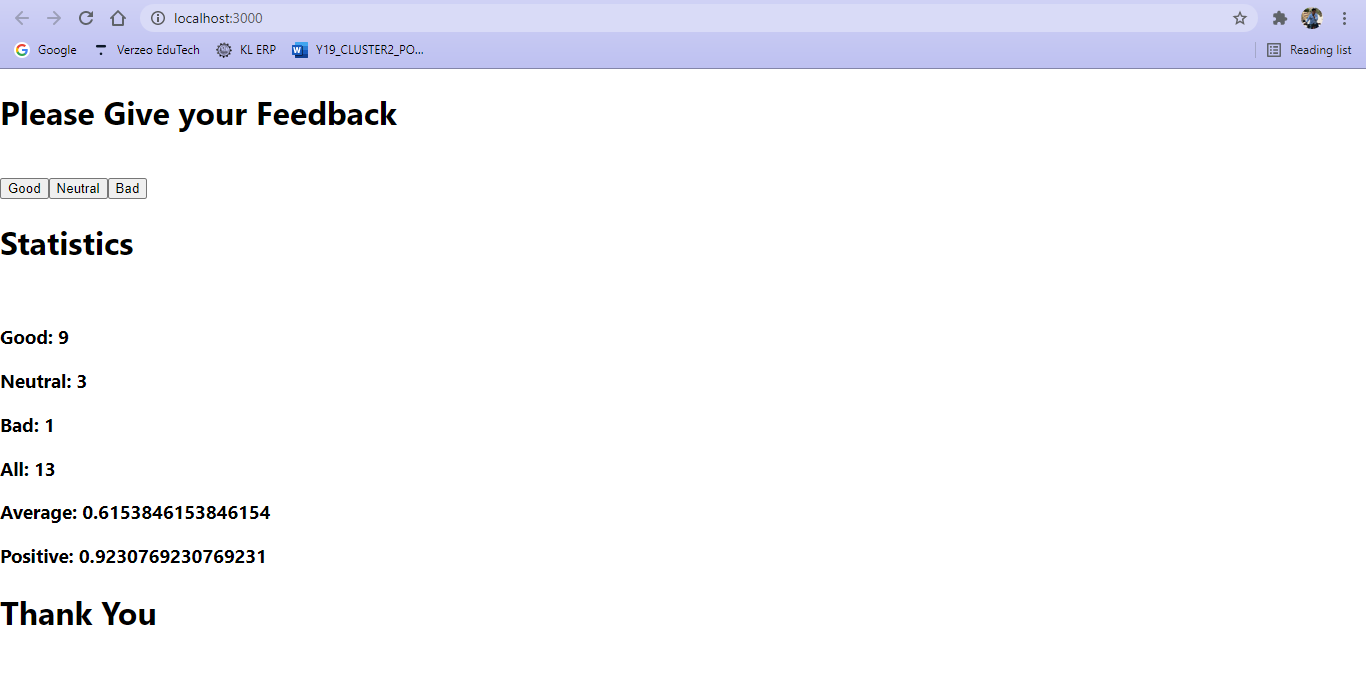 localhost:3000
Google Verzeo EduTech KL ERP Y19_CLUSTER2_PO... Reading list
Please Give your Feedback
Good Neutral Bad
Statistics
Good: 9
Neutral: 3
Bad: 1
All: 13
Average: 0.6153846153846154
Positive: 0.9230769230769231
Thank You